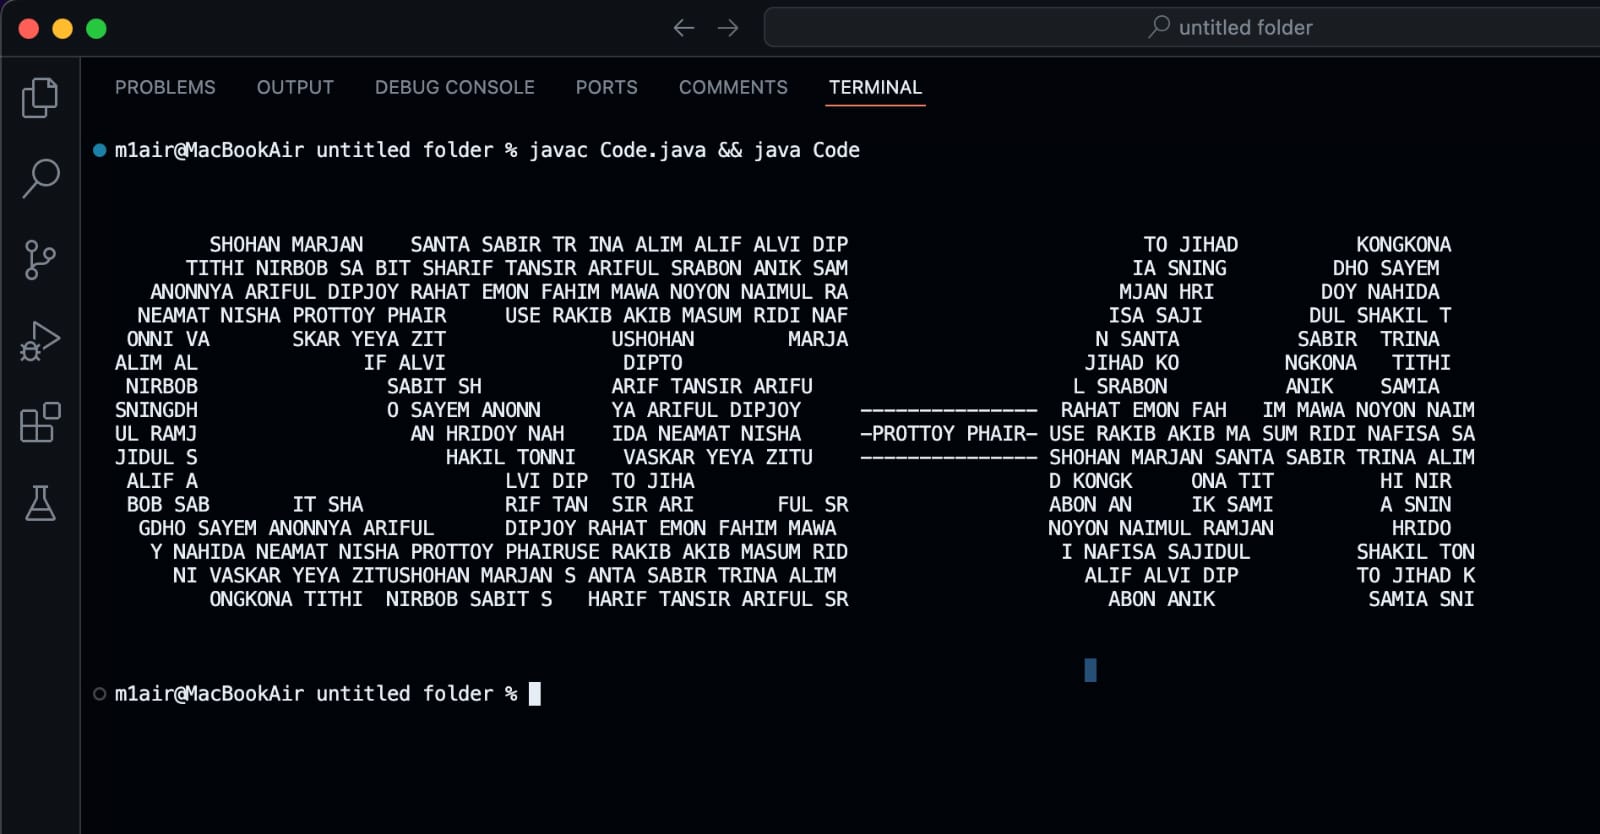 untitled folder
PROBLEMS OUTPUT DEBUG CONSOLE PORTS COMMENTS TERMINAL
m1air@MacBookAir untitled folder % javac Code.java && java Code
SHOHAN MARJAN SANTA SABIR TR INA ALIM ALIF ALVI DIP TO JIHAD KONGKONA
TITHI NIRBOB SA BIT SHARIF TANSIR ARIFUL SRABON ANIK SAM IA SNING DHO SAYEM
ANONNYA ARIFUL DIPJOY RAHAT EMON FAHIM MAWA NOYON NAIMUL RA MJAN HRI DOY NAHIDA
NEAMAT NISHA PROTTOY PHAIR USE RAKIB AKIB MASUM RIDI NAF ISA SAJI DUL SHAKIL T
ONNI VA SKAR YEYA ZIT USHOHAN MARJA N SANTA SABIR TRINA
ALIM AL IF ALVI DIPTO JIHAD KO NGKONA TITHI
NIRBOB SABIT SH ARIF TANSIR ARIFU L SRABON ANIK SAMIA
SNINGDH O SAYEM ANONN YA ARIFUL DIPJOY --------------- RAHAT EMON FAH IM MAWA NOYON NAIM
UL RAMJ AN HRIDOY NAH IDA NEAMAT NISHA -PROTTOY PHAIR- USE RAKIB AKIB MA SUM RIDI NAFISA SA
JIDUL S HAKIL TONNI VASKAR YEYA ZITU --------------- SHOHAN MARJAN SANTA SABIR TRINA ALIM
ALIF A LVI DIP TO JIHA D KONGK ONA TIT HI NIR
BOB SAB IT SHA RIF TAN SIR ARI FUL SR ABON AN IK SAMI A SNIN
GDHO SAYEM ANONNYA ARIFUL DIPJOY RAHAT EMON FAHIM MAWA NOYON NAIMUL RAMJAN HRIDO
Y NAHIDA NEAMAT NISHA PROTTOY PHAIRUSE RAKIB AKIB MASUM RID I NAFISA SAJIDUL SHAKIL TON
NI VASKAR YEYA ZITUSHOHAN MARJAN S ANTA SABIR TRINA ALIM ALIF ALVI DIP TO JIHAD K
ONGKONA TITHI NIRBOB SABIT S HARIF TANSIR ARIFUL SR ABON ANIK SAMIA SNI
m1air@MacBookAir untitled folder %